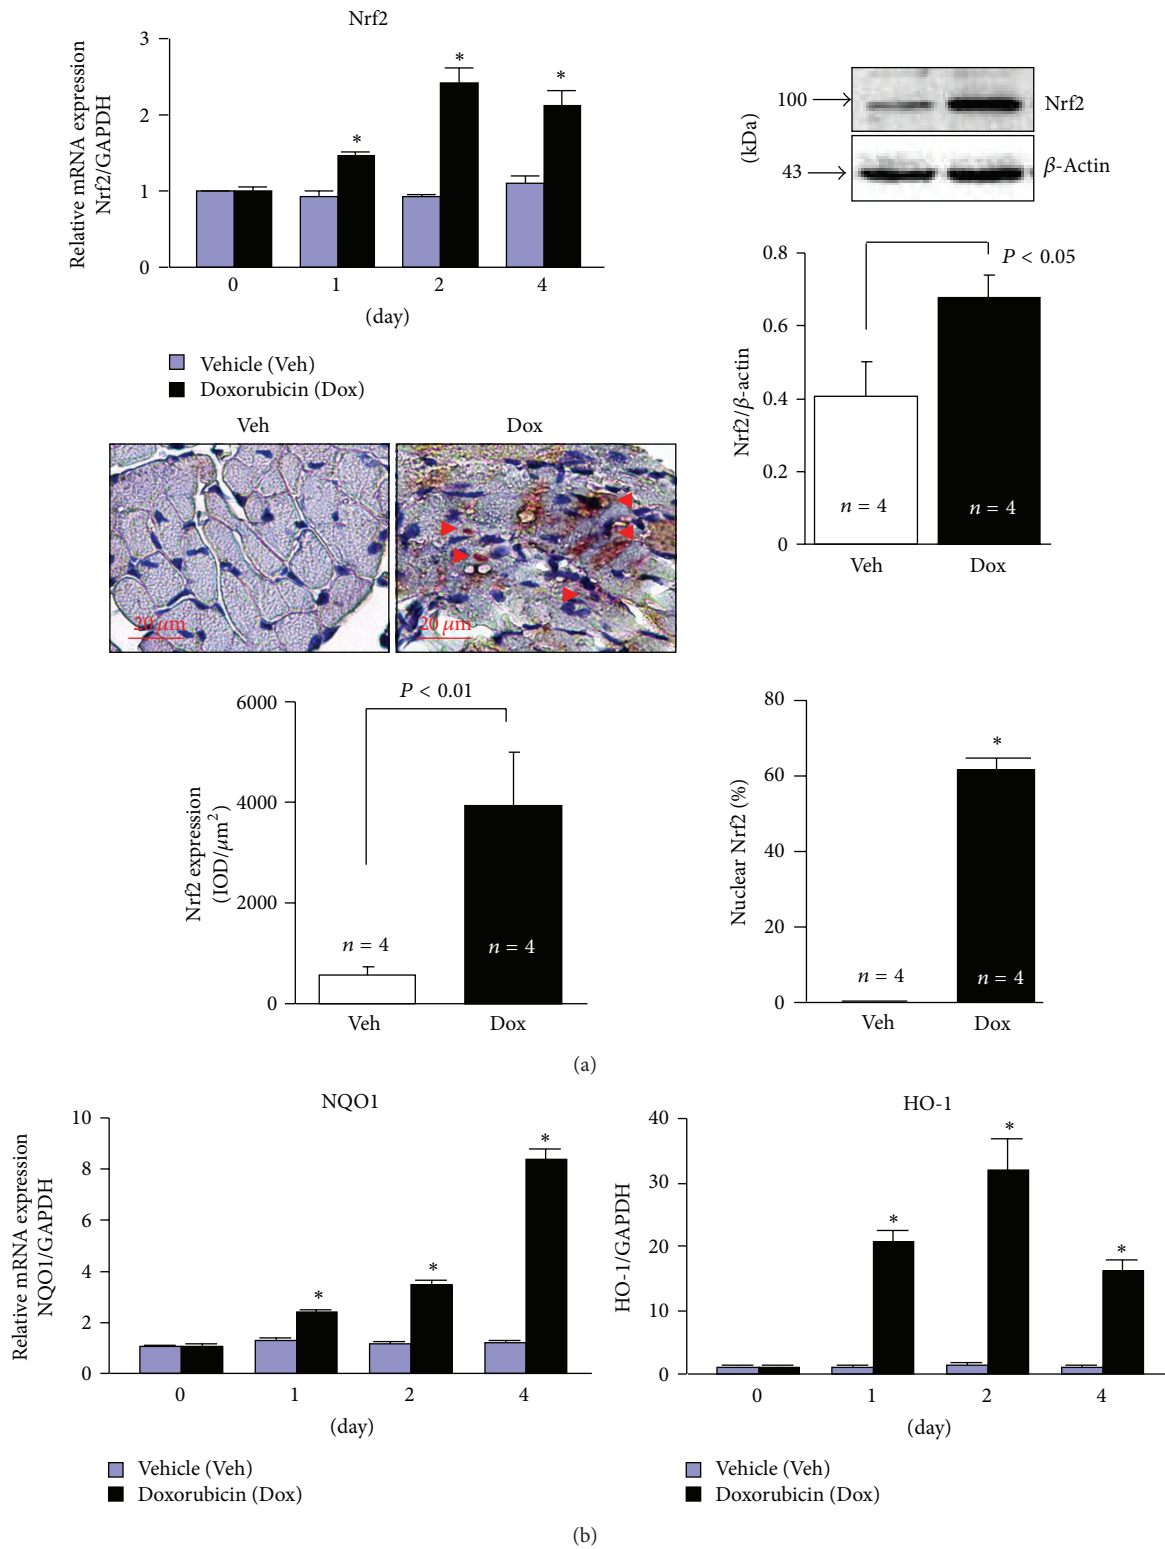 Nrf2
Relative mRNA expression
Nrf2/GAPDH
3
2
1
0
*
*
*
0 1 2 4
(day)
Vehicle (Veh)
Doxorubicin (Dox)
(kDa)
100
43
Nrf2
β-Actin
Nrf2/β-actin
0.8
0.6
0.4
0.2
0
P < 0.05
n = 4
n = 4
Veh Dox
Veh
Dox
20 μm
20 μm
Nrf2 expression
(IOD/μm²)
6000
4000
2000
0
P < 0.01
n = 4
n = 4
Veh Dox
Nuclear Nrf2 (%)
80
60
40
20
0
*
n = 4
n = 4
Veh Dox
(a)
NQO1
Relative mRNA expression
NQO1/GAPDH
10
8
6
4
2
0
*
*
*
0 1 2 4
(day)
Vehicle (Veh)
Doxorubicin (Dox)
HO-1
HO-1/GAPDH
40
30
20
10
0
*
*
*
0 1 2 4
(day)
Vehicle (Veh)
Doxorubicin (Dox)
(b)